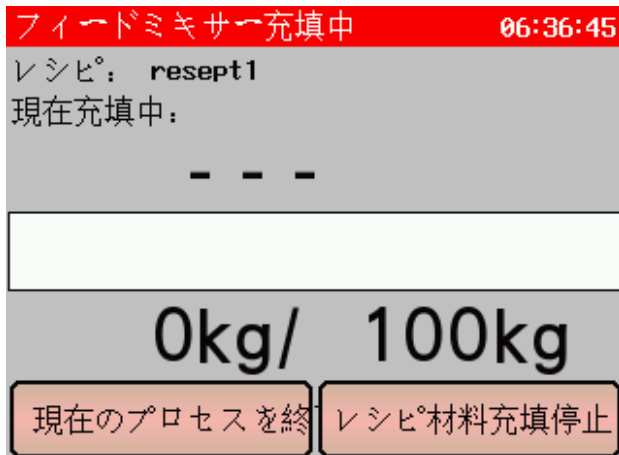 フィードミキサー充填中 06:36:45
レシピ: resept1
現在充填中:
- - -
0kg/ 100kg
現在のプロセスを終
レシピ材料充填停止